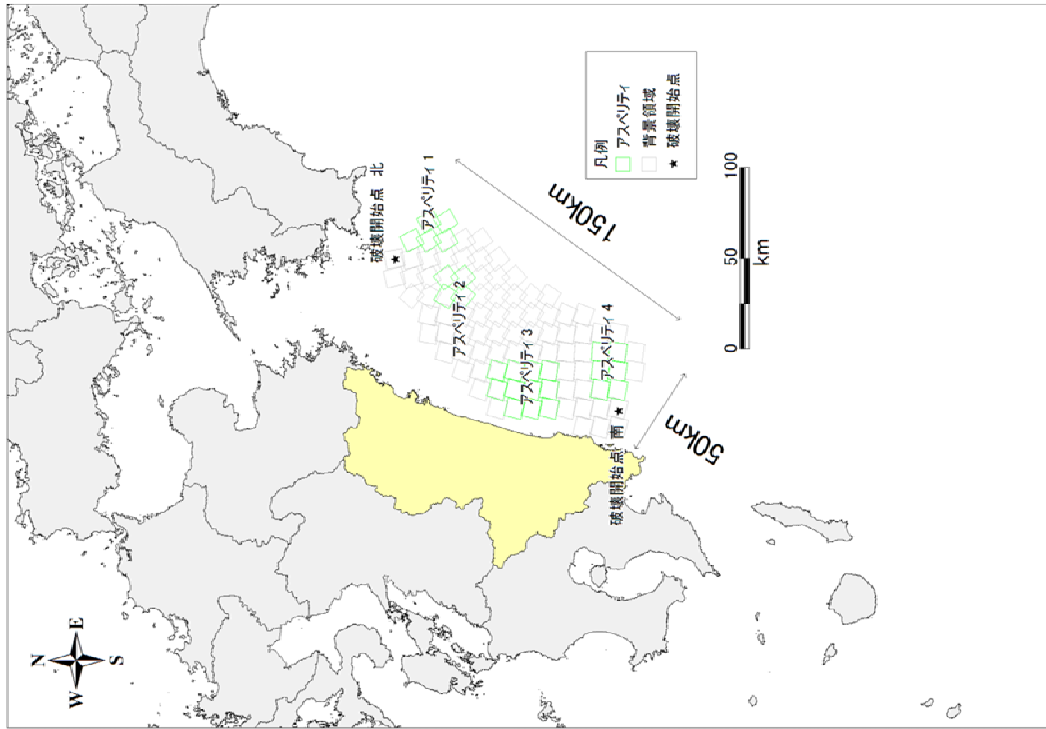 N
W
E
S
破壊開始点 北
アスペリティ 1
アスペリティ 2
アスペリティ 3
アスペリティ 4
破壊開始点 南
150km
50km
凡例
アスペリティ
背景領域
破壊開始点
0 50 100
km